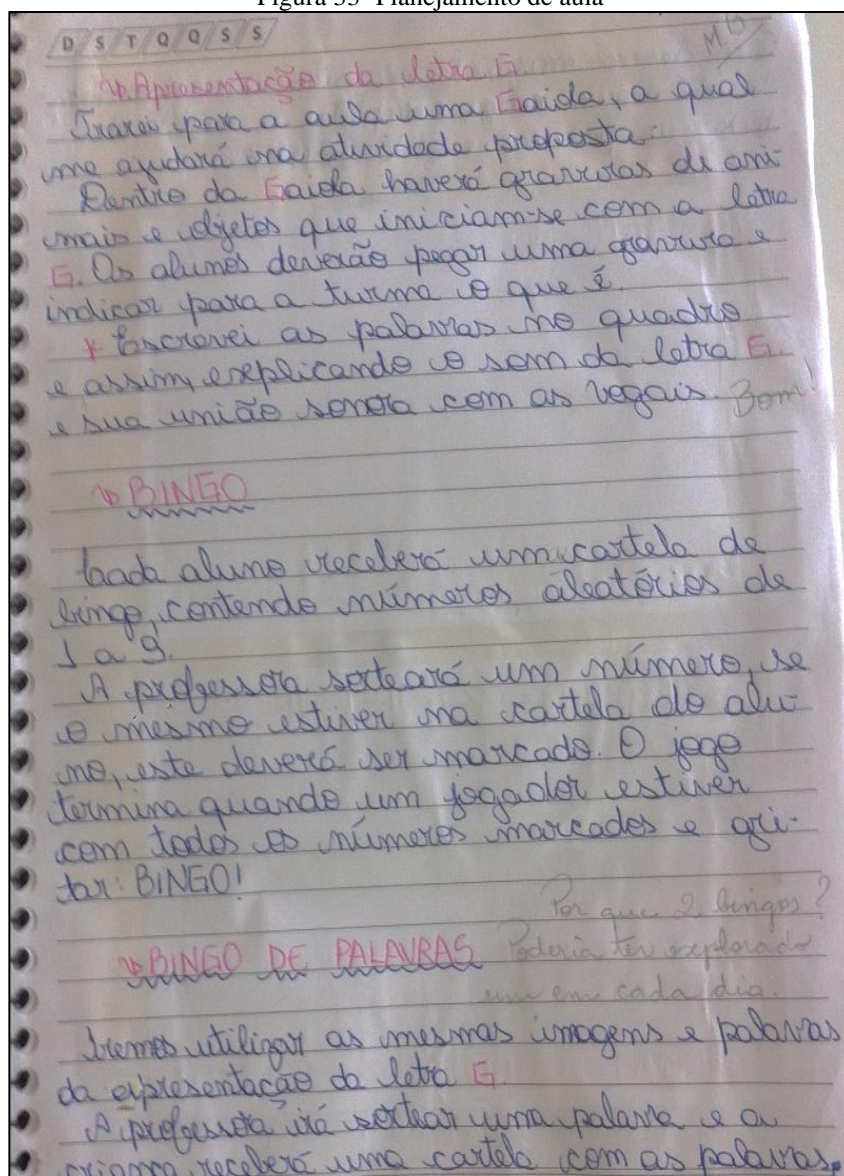 Figura 33- Planejamento de aula
D S T Q Q S S
Apresentação da letra G
Trarei para a aula uma Gaiola, a qual
me ajudará na atividade proposta.
Dentro da Gaiola haverá gravuras de ani-
mais e objetos que iniciam-se com a letra
G. Os alunos deverão pegar uma gravura e
indicar para a turma o que é.
* Escreverei as palavras no quadro
e assim, explicando o som da letra G
e sua união sonora com as vogais. Bom!
BINGO
Cada aluno receberá um cartela de
bingo, contendo números aleatórios de
1 a 9.
A professora sorteará um número, se
o mesmo estiver na cartela do alu-
no, este deverá ser marcado. O jogo
termina quando um jogador estiver
com todos os números marcados e gri-
tar: BINGO!
Por que 2 bingos?
BINGO DE PALAVRAS Poderia ter explorado
um em cada dia.
Iremos utilizar as mesmas imagens e palavras
da apresentação da letra G.
A professora irá sortear uma palavra e a
criança receberá uma cartela com as palavras,